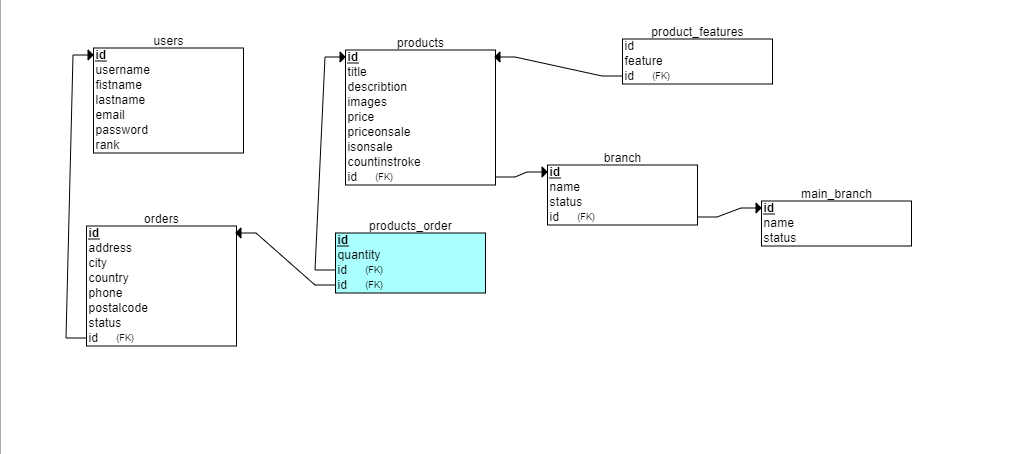 users
id
username
fistname
lastname
email
password
rank
products
id
title
describtion
images
price
priceonsale
isonsale
countinstroke
id (FK)
product_features
id
feature
id (FK)
branch
id
name
status
id (FK)
main_branch
id
name
status
orders
id
address
city
country
phone
postalcode
status
id (FK)
products_order
id
quantity
id (FK)
id (FK)